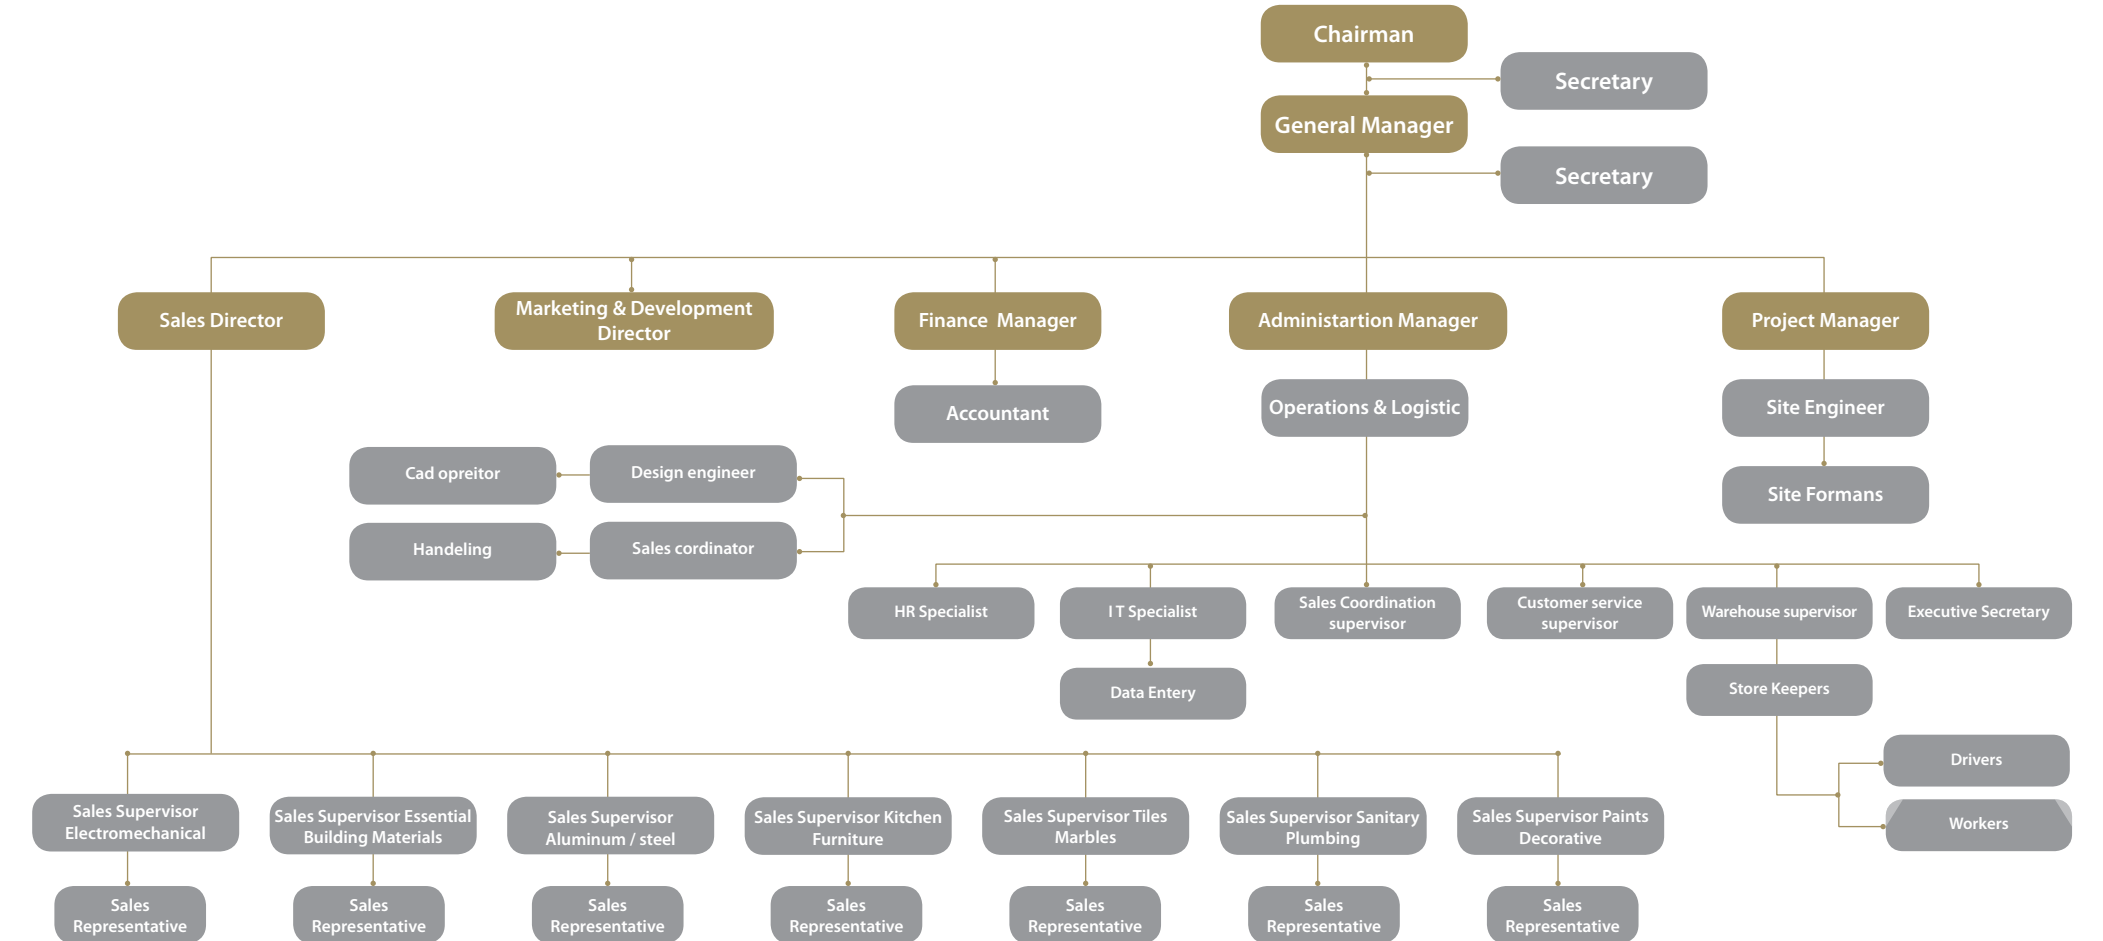 Chairman
Secretary
General Manager
Secretary
Sales Director
Marketing & Development
Director
Finance  Manager
Administartion Manager
Project Manager
Accountant
Operations & Logistic
Site Engineer
Cad opreitor
Design engineer
Site Formans
Handeling
Sales cordinator
HR Specialist
I T Specialist
Sales Coordination
supervisor
Customer service
supervisor
Warehouse supervisor
Executive Secretary
Data Entery
Store Keepers
Drivers
Workers
Sales Supervisor
Electromechanical
Sales Supervisor Essential
Building Materials
Sales Supervisor
Aluminum / steel
Sales Supervisor Kitchen
Furniture
Sales Supervisor Tiles
Marbles
Sales Supervisor Sanitary
Plumbing
Sales Supervisor Paints
Decorative
Sales
Representative
Sales
Representative
Sales
Representative
Sales
Representative
Sales
Representative
Sales
Representative
Sales
Representative